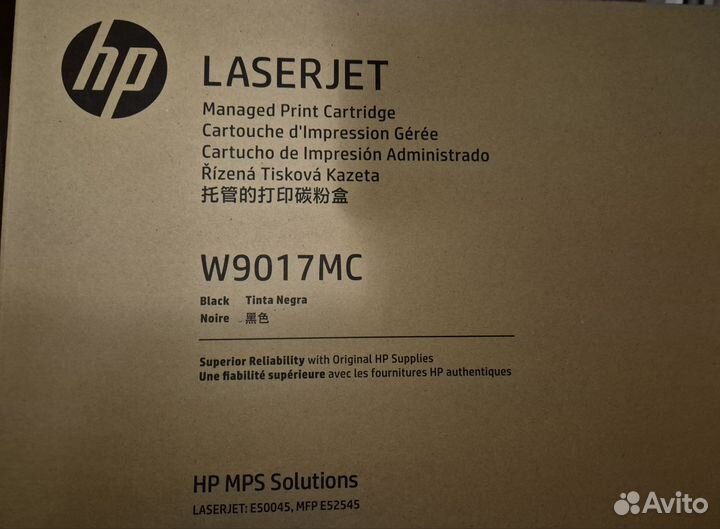 hp
LASERJET
Managed Print Cartridge
Cartouche d'Impression Gérée
Cartucho de Impresión Administrado
Řízená Tisková Kazeta
托管的打印碳粉盒
W9017MC
Black Tinta Negra
Noire 黑色
Superior Reliability with Original HP Supplies
Une fiabilité supérieure avec les fournitures HP authentiques
HP MPS Solutions
LASERJET: E50045, MFP E52545
Avito